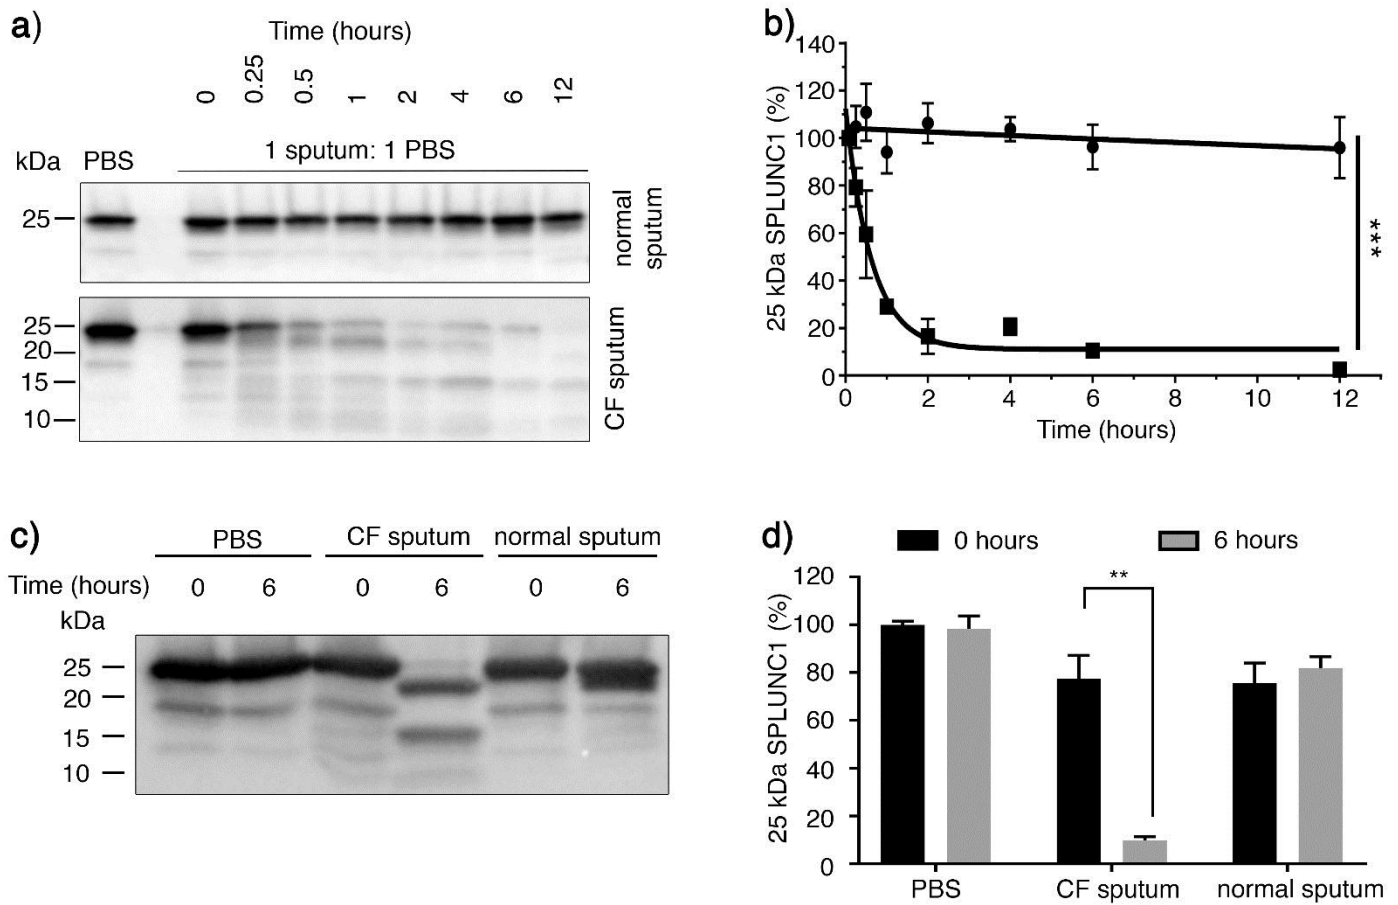 a)
Time (hours)
0 0.25 0.5 1 2 4 6 12
kDa PBS 1 sputum: 1 PBS
25
normal
sputum
25
20
15
10
CF sputum
b)
140
120
100
80
60
40
20
0
25 kDa SPLUNC1 (%)
0 2 4 6 8 10 12
Time (hours)
***
c)
PBS CF sputum normal sputum
Time (hours) 0 6 0 6 0 6
kDa
25
20
15
10
d)
0 hours 6 hours
120
100
80
60
40
20
0
25 kDa SPLUNC1 (%)
**
PBS CF sputum normal sputum